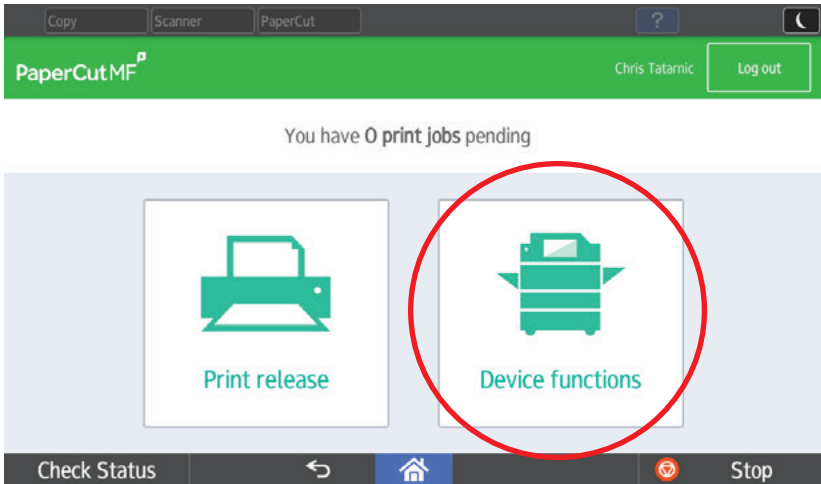 Copy Scanner PaperCut ?
PaperCut MF
Chris Tatarnic Log out
You have 0 print jobs pending
Print release Device functions
Check Status Stop